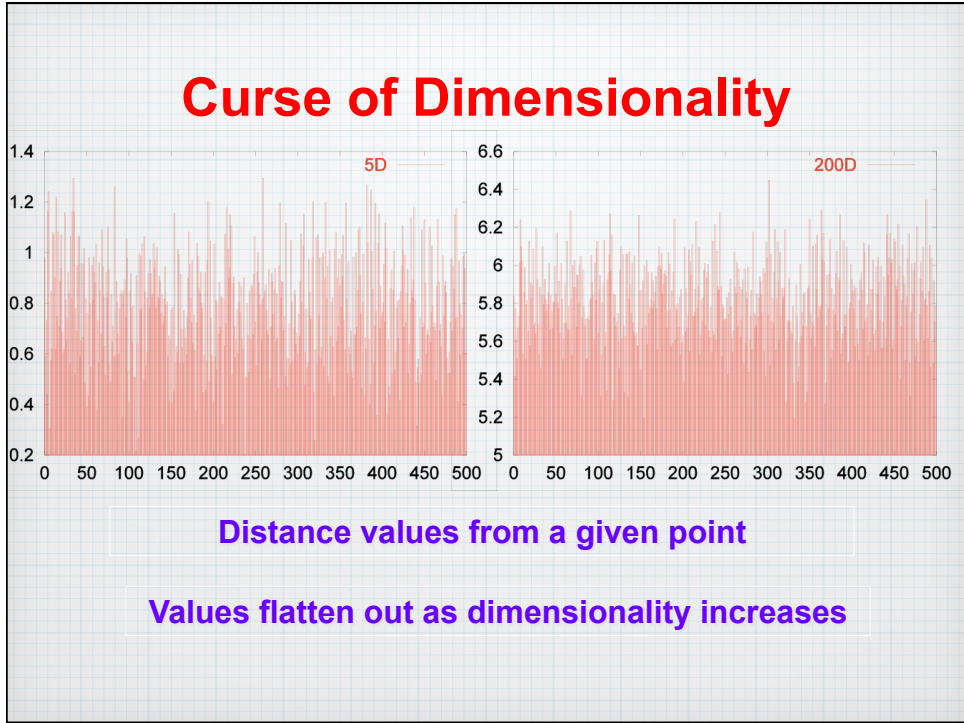 Curse of Dimensionality
1.4
1.2
1
0.8
0.6
0.4
0.2
0 50 100 150 200 250 300 350 400 450 500
5D
6.6
6.4
6.2
6
5.8
5.6
5.4
5.2
5
0 50 100 150 200 250 300 350 400 450 500
200D
Distance values from a given point
Values flatten out as dimensionality increases